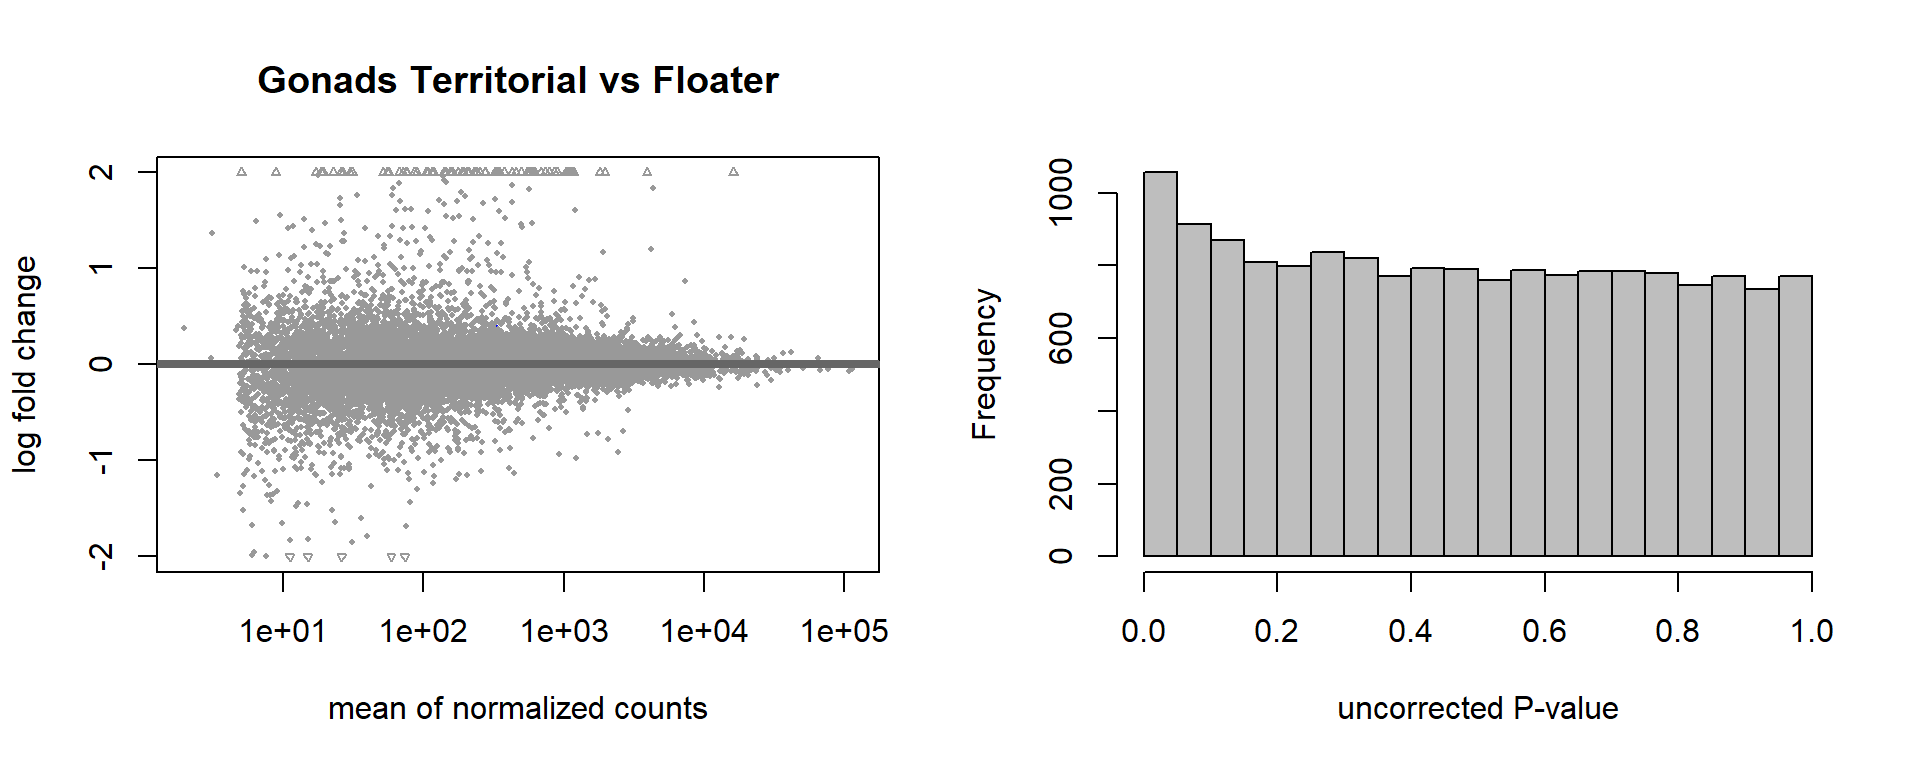 Gonads Territorial vs Floater
log fold change
2
1
0
-1
-2
1e+01 1e+02 1e+03 1e+04 1e+05
mean of normalized counts
Frequency
1000
600
200
0
0.0 0.2 0.4 0.6 0.8 1.0
uncorrected P-value